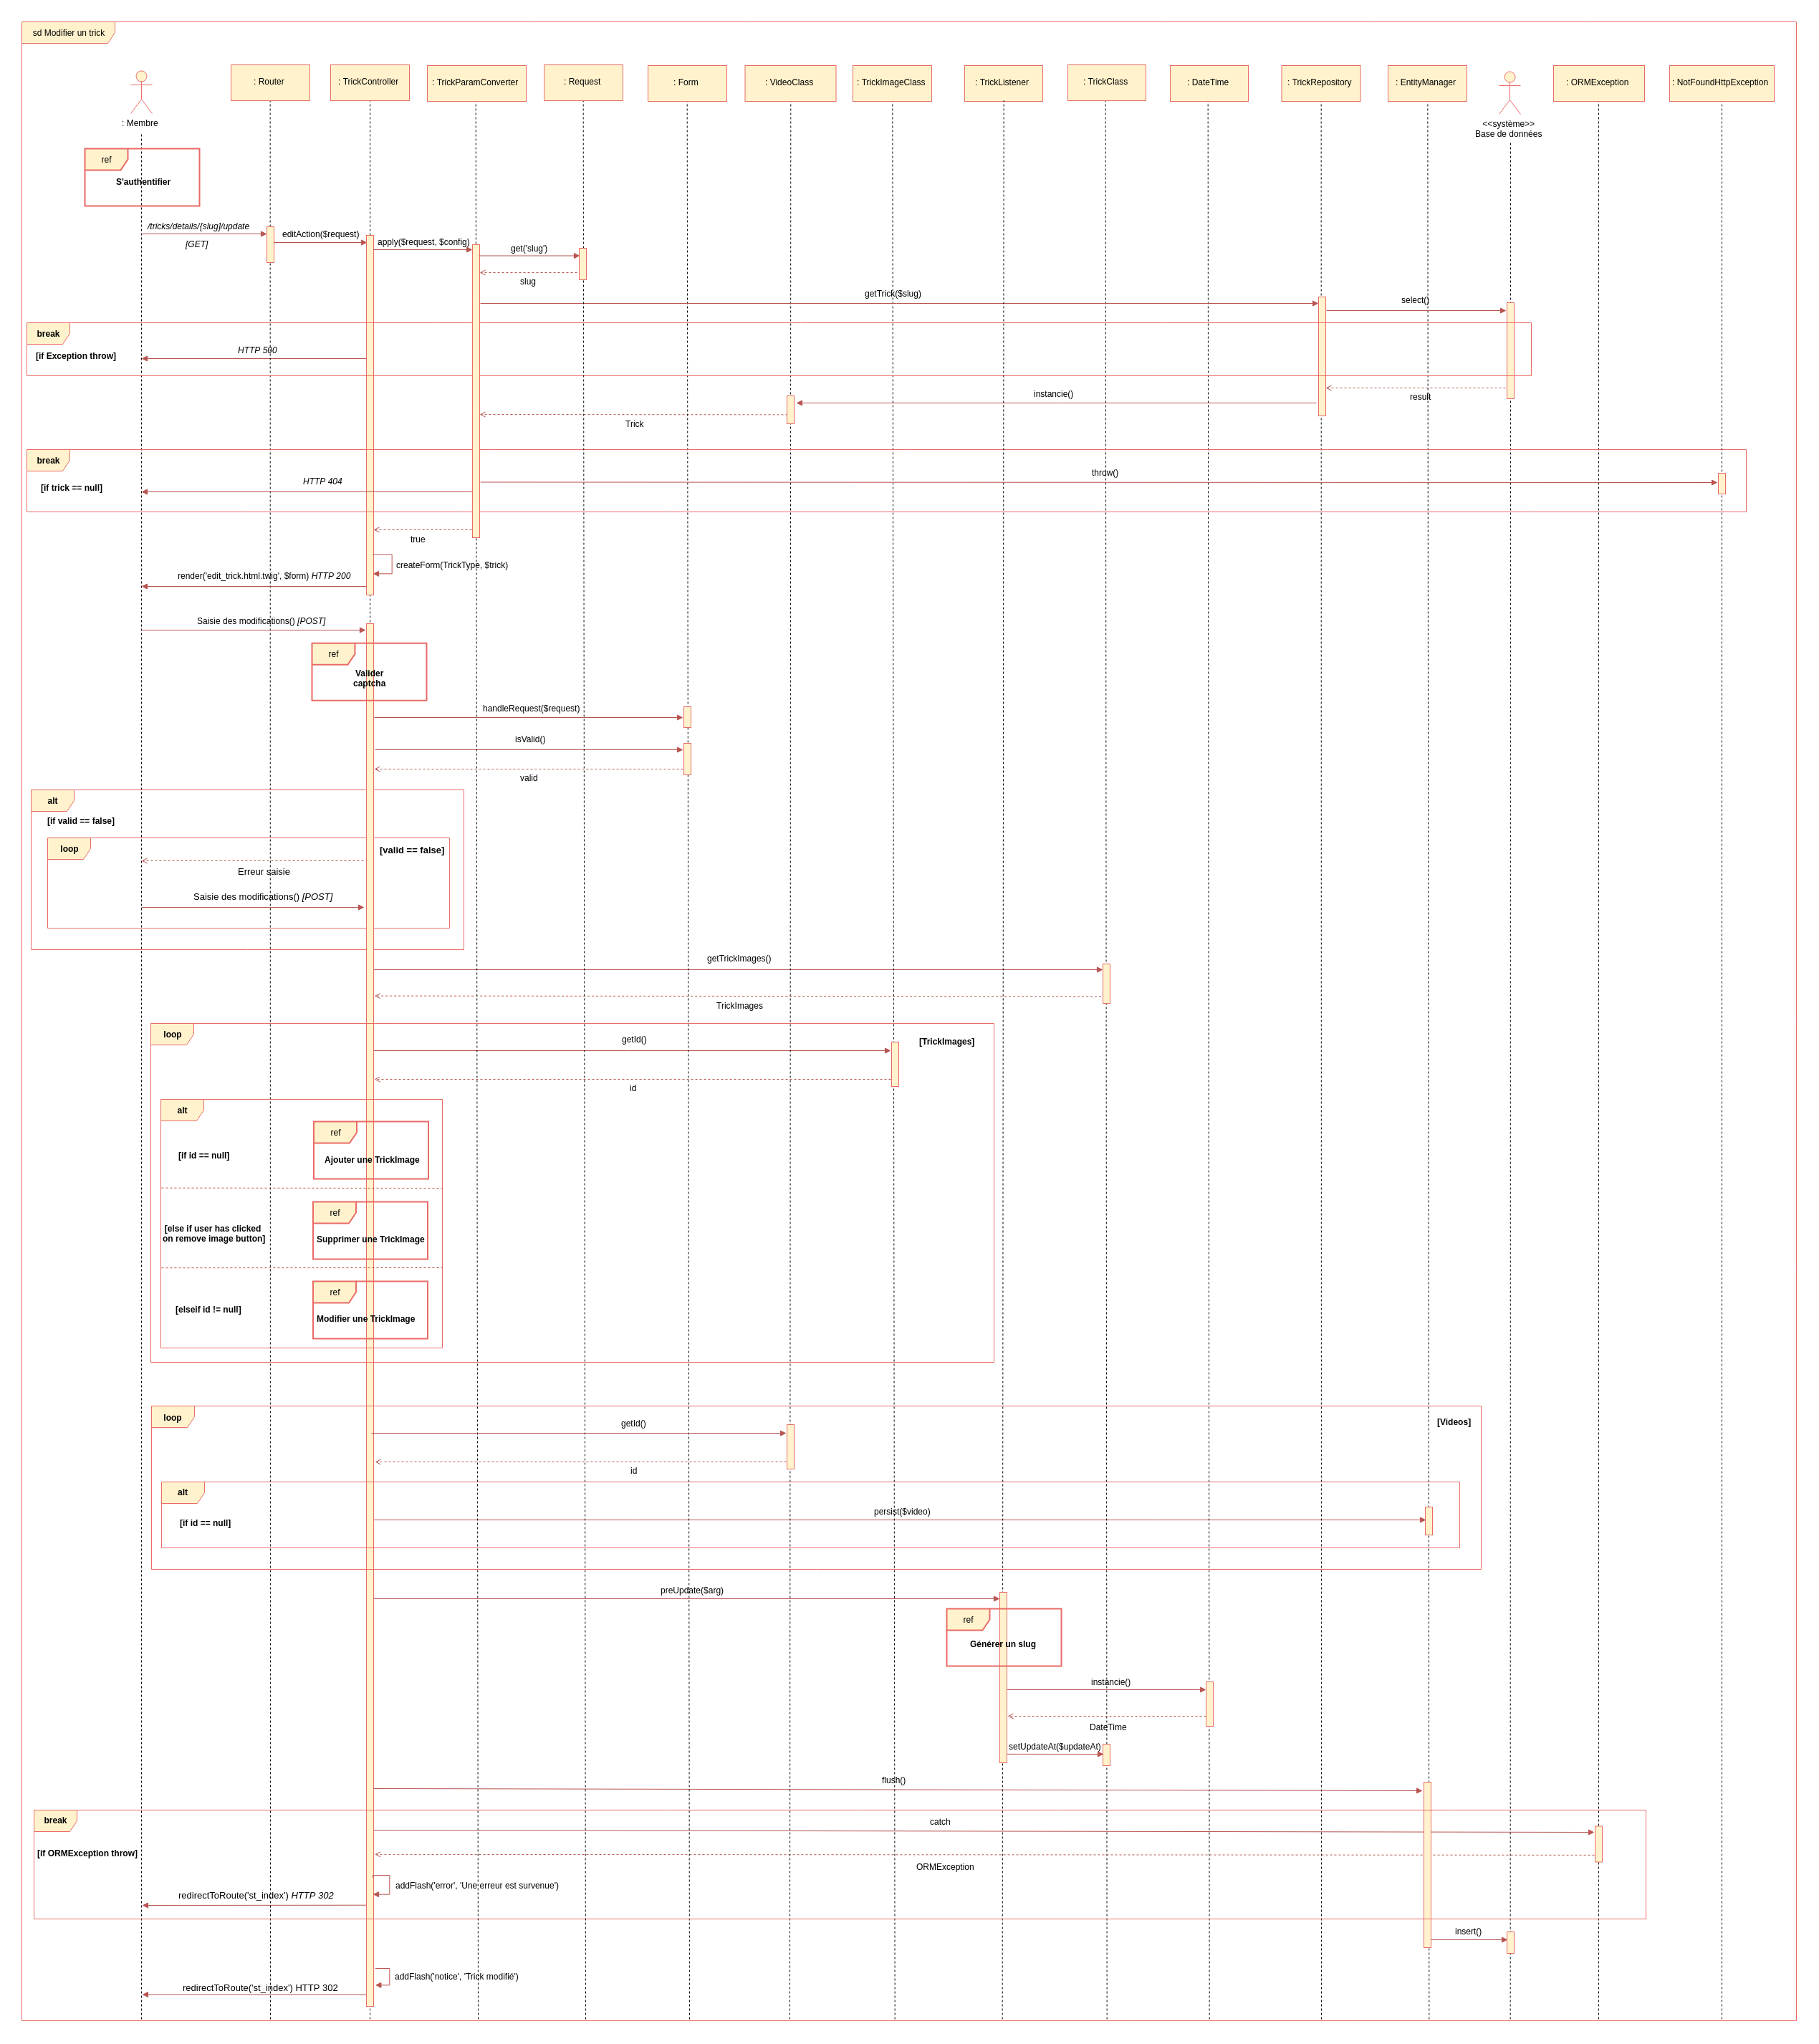 sd Modifier un trick
: Membre
: Router
: TrickController
: TrickParamConverter
: Request
: Form
: VideoClass
: TrickImageClass
: TrickListener
: TrickClass
: DateTime
: TrickRepository
: EntityManager
<<système>>
Base de données
: ORMException
: NotFoundHttpException
ref
S'authentifier
/tricks/details/{slug}/update
[GET]
editAction($request)
apply($request, $config)
get('slug')
slug
getTrick($slug)
select()
break
[if Exception throw]
HTTP 500
result
instancie()
Trick
break
[if trick == null]
HTTP 404
throw()
true
createForm(TrickType, $trick)
render('edit_trick.html.twig', $form) HTTP 200
Saisie des modifications() [POST]
ref
Valider
captcha
handleRequest($request)
isValid()
valid
alt
[if valid == false]
loop
[valid == false]
Erreur saisie
Saisie des modifications() [POST]
getTrickImages()
TrickImages
loop
[TrickImages]
getId()
id
alt
[if id == null]
ref
Ajouter une TrickImage
[else if user has clicked
on remove image button]
ref
Supprimer une TrickImage
[elseif id != null]
ref
Modifier une TrickImage
loop
[Videos]
getId()
id
alt
[if id == null]
persist($video)
preUpdate($arg)
ref
Générer un slug
instancie()
DateTime
setUpdateAt($updateAt)
flush()
break
[if ORMException throw]
catch
ORMException
addFlash('error', 'Une erreur est survenue')
redirectToRoute('st_index') HTTP 302
insert()
addFlash('notice', 'Trick modifié')
redirectToRoute('st_index') HTTP 302